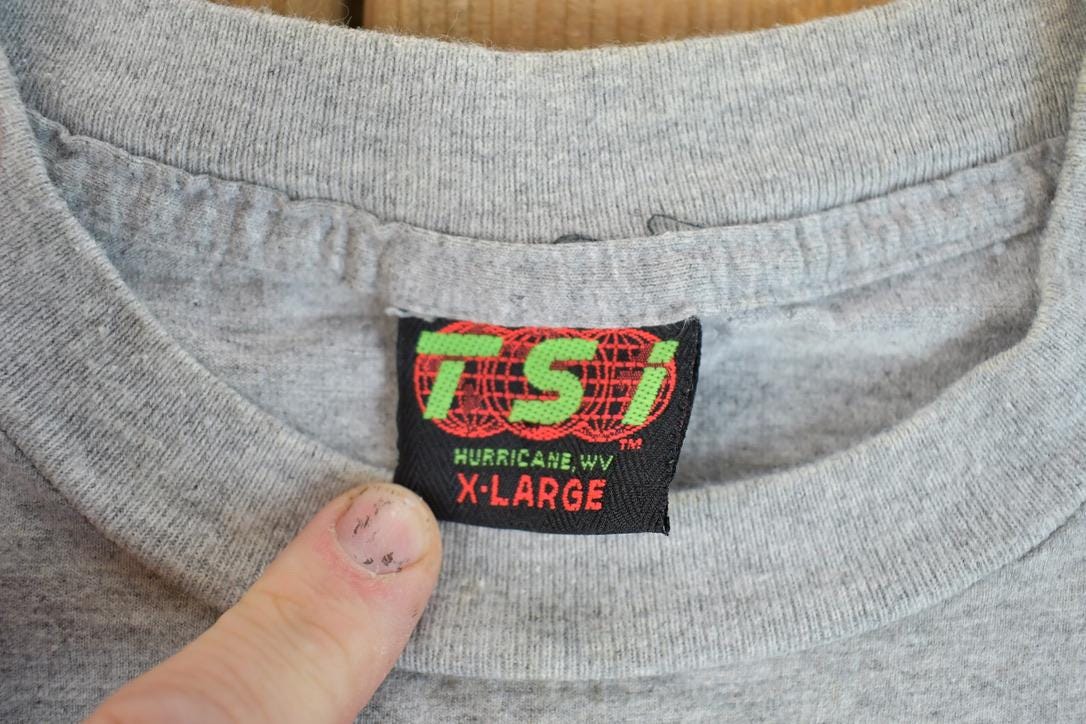 TSi
TM
HURRICANE, WV
X·LARGE